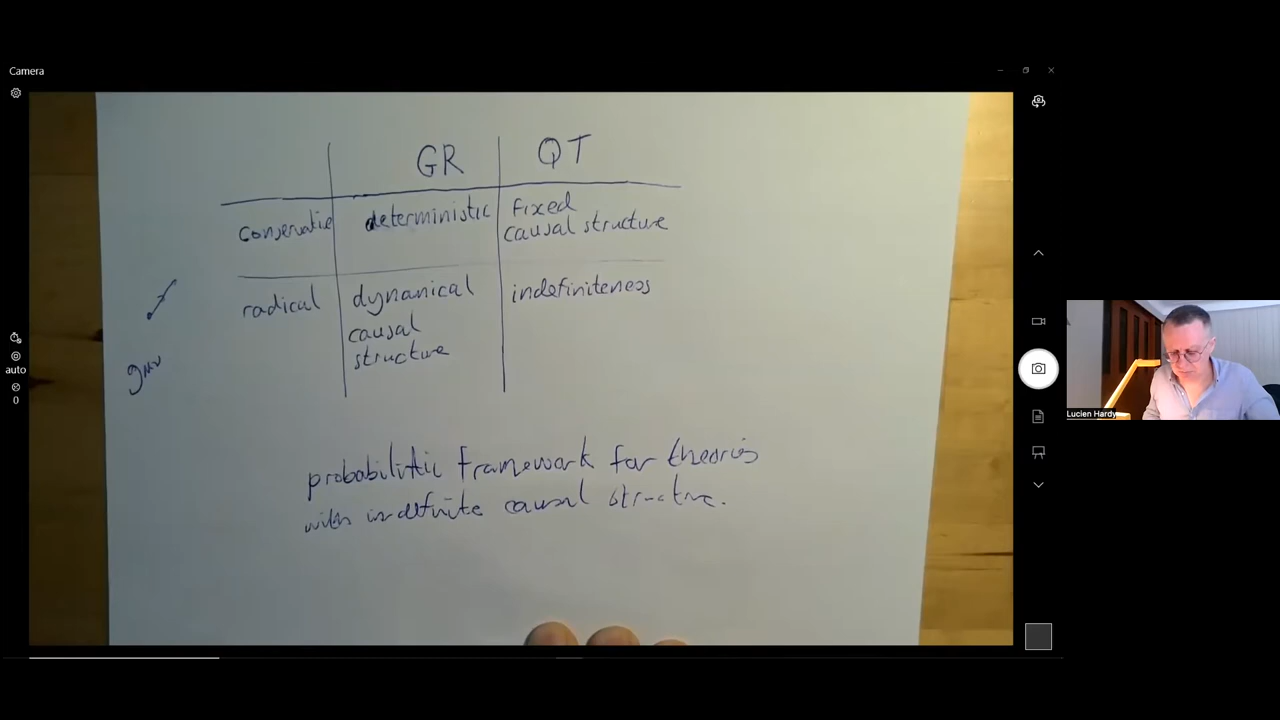 Camera
GR QT
conservatie deterministic fixed
causal structure
radical dynamical indefiniteness
causal
structure
auto
gμν
0
probabilistic framework for theories
with indefinite causal structure.
Lucien Hardy